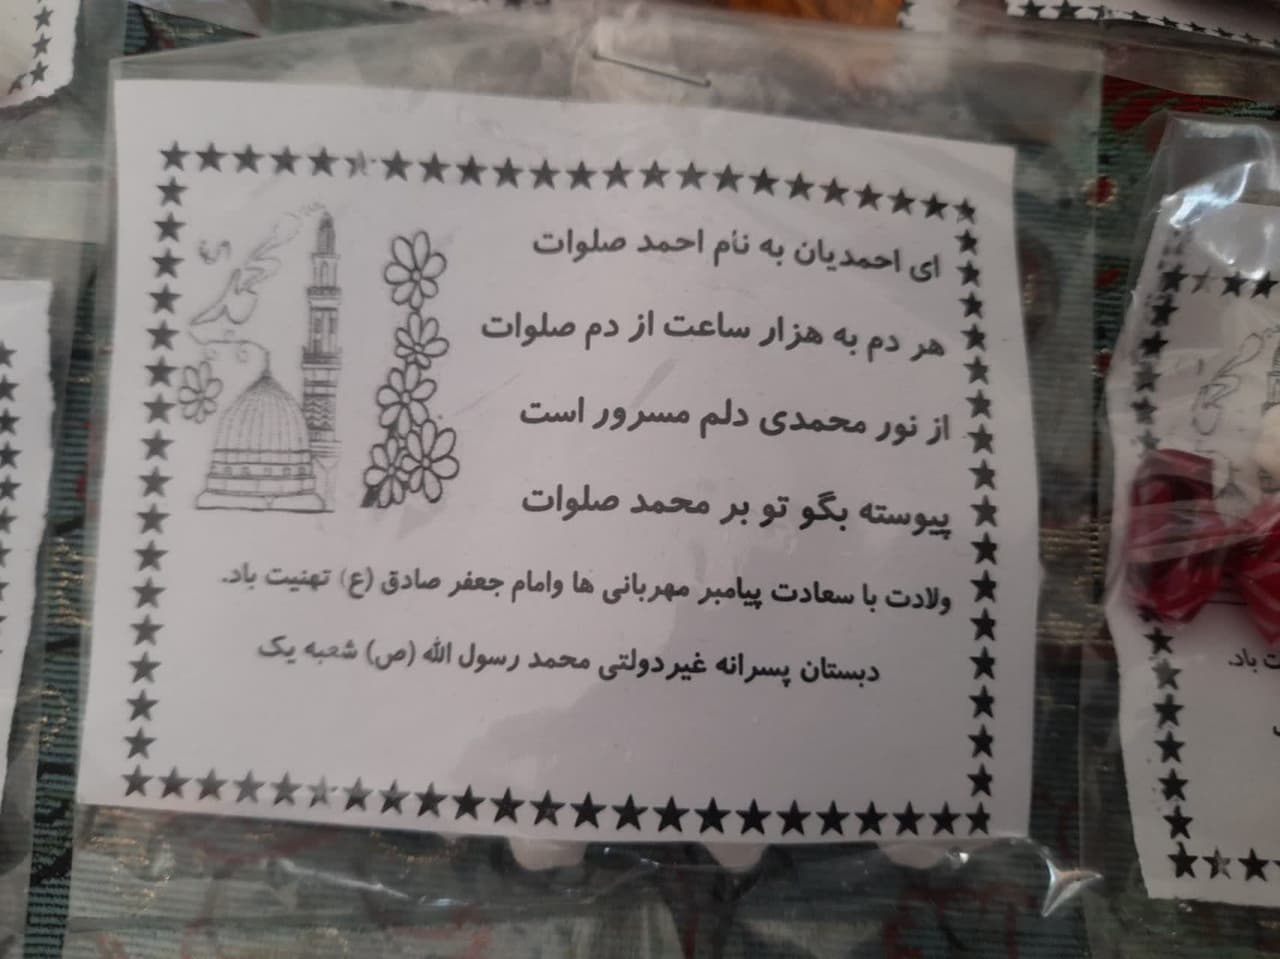 ای احمدیان به نام احمد صلوات
هر دم به هزار ساعت از دم صلوات
از نور محمدی دلم مسرور است
پیوسته بگو تو بر محمد صلوات
ولادت با سعادت پیامبر مهربانی ها وامام جعفر صادق (ع) تهنیت باد.
دبستان پسرانه غیردولتی محمد رسول الله (ص) شعبه یک
محمد
ت باد.